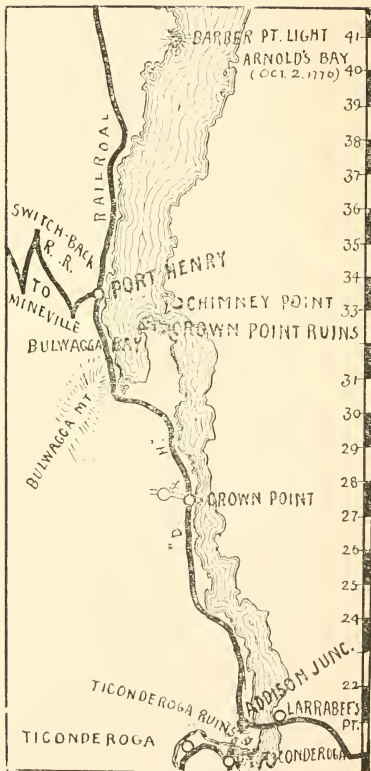 BARBER PT. LIGHT
41
ARNOLD'S BAY
(OCT. 2. 1776)
40
39
38
RAILROAD
37
36
SWITCH-BACK
R. R.
35
34
PORT HENRY
TO
MINEVILLE
CHIMNEY POINT
33
CROWN POINT RUINS
BULWAGGA BAY
31
BULWAGGA MT
30
29
H."
28
CROWN POINT
27
"D.
26
25
24
ADDISON JUNC.
22
TICONDEROGA RUINS
LARRABEE'S
PT.
TICONDEROGA